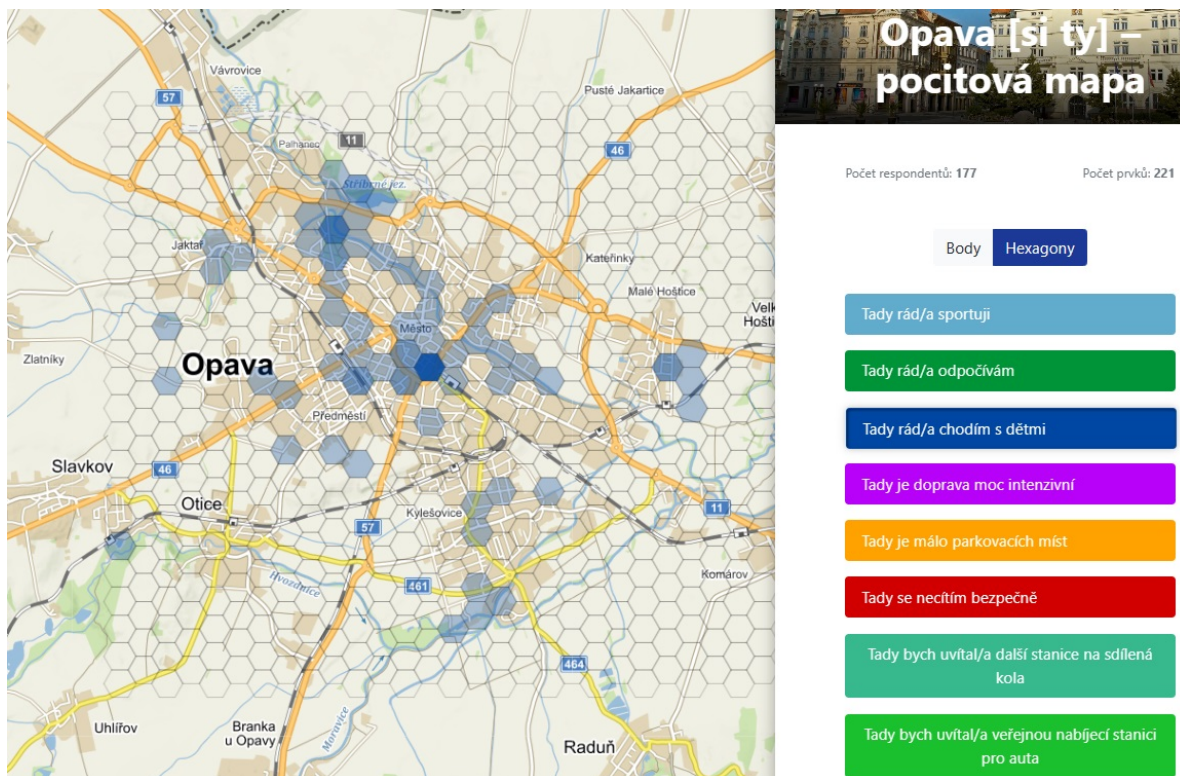 Opava [si ty] –
pocitová mapa
Počet respondentů: 177
Počet prvků: 221
Body
Hexagony
Tady rád/a sportuji
Tady rád/a odpočívám
Tady rád/a chodím s dětmi
Tady je doprava moc intenzivní
Tady je málo parkovacích míst
Tady se necítím bezpečně
Tady bych uvítal/a další stanice na sdílená
kola
Tady bych uvítal/a veřejnou nabíjecí stanici
pro auta
Vávrovice
57
Pusté Jakartice
Palhanec
11
46
Stříbrné jez.
Jaktař
Kateřinky
Malé Hoštice
Velk
Hošti
Město
Zlatníky
Opava
Předměstí
Slavkov
46
Otice
Kylešovice
11
57
Hvozdnice
461
Komárov
464
Uhlířov
Branka
u Opavy
Moravice
Raduň